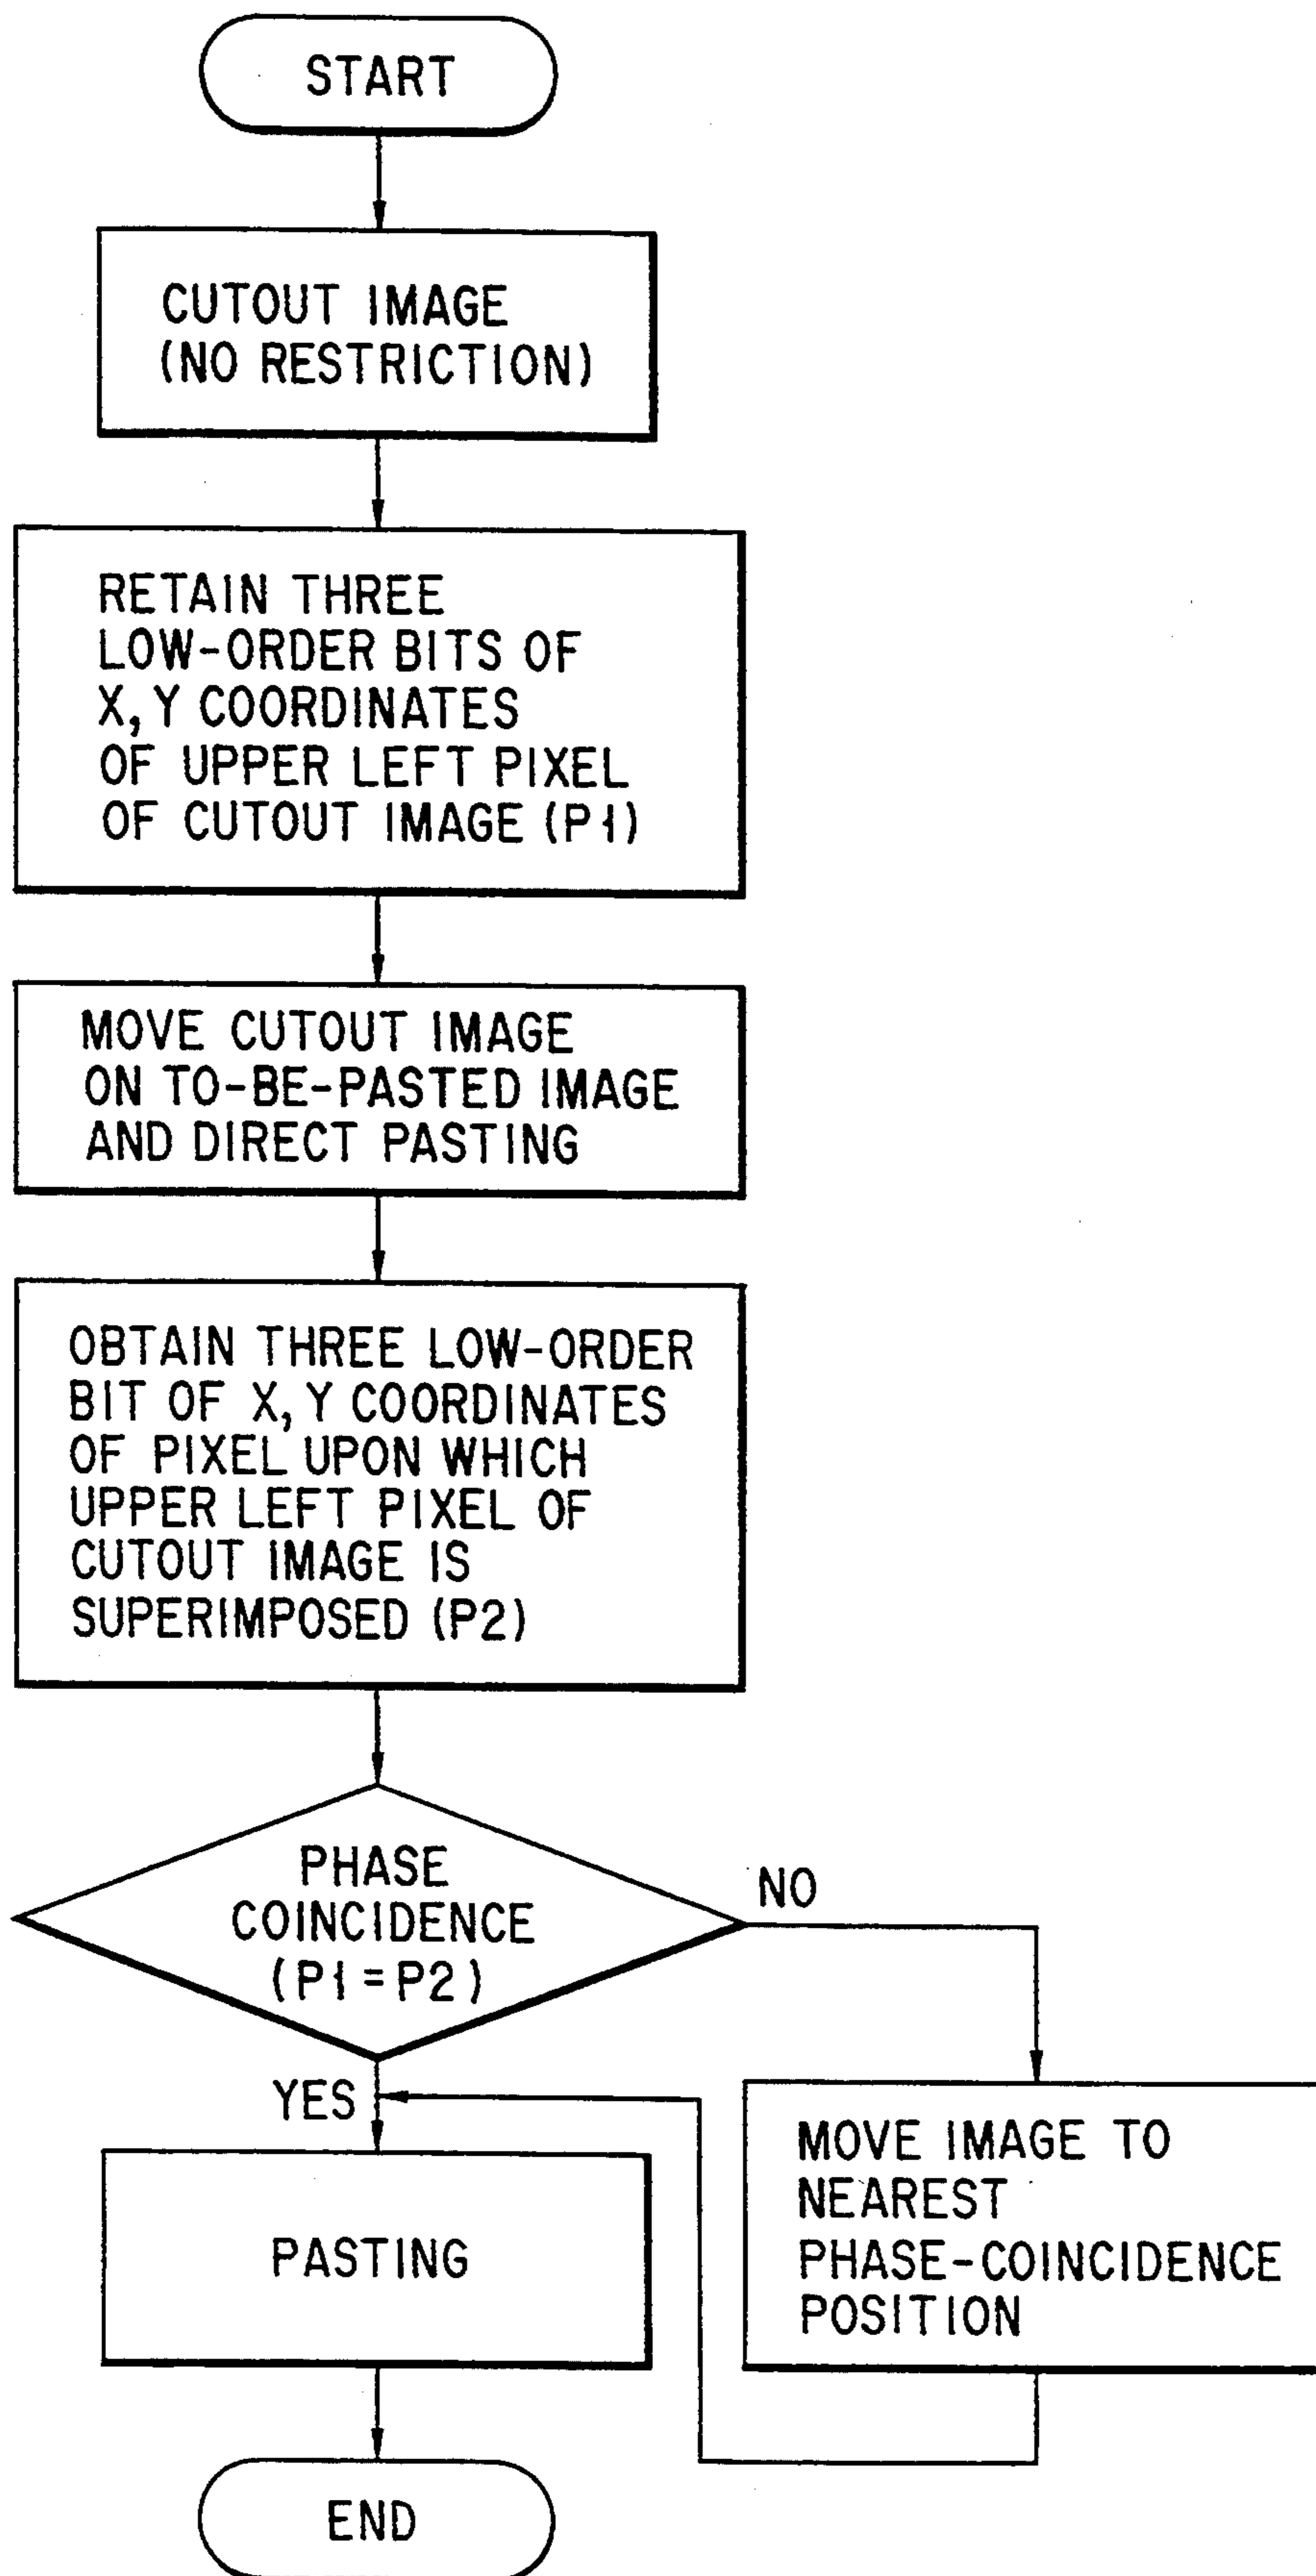 START
CUTOUT IMAGE
(NO RESTRICTION)
RETAIN THREE
LOW-ORDER BITS OF
X, Y COORDINATES
OF UPPER LEFT PIXEL
OF CUTOUT IMAGE (P1)
MOVE CUTOUT IMAGE
ON TO-BE-PASTED IMAGE
AND DIRECT PASTING
OBTAIN THREE LOW-ORDER
BIT OF X, Y COORDINATES
OF PIXEL UPON WHICH
UPPER LEFT PIXEL OF
CUTOUT IMAGE IS
SUPERIMPOSED (P2)
PHASE
COINCIDENCE
(P1 = P2)
NO
YES
MOVE IMAGE TO
NEAREST
PHASE-COINCIDENCE
POSITION
PASTING
END